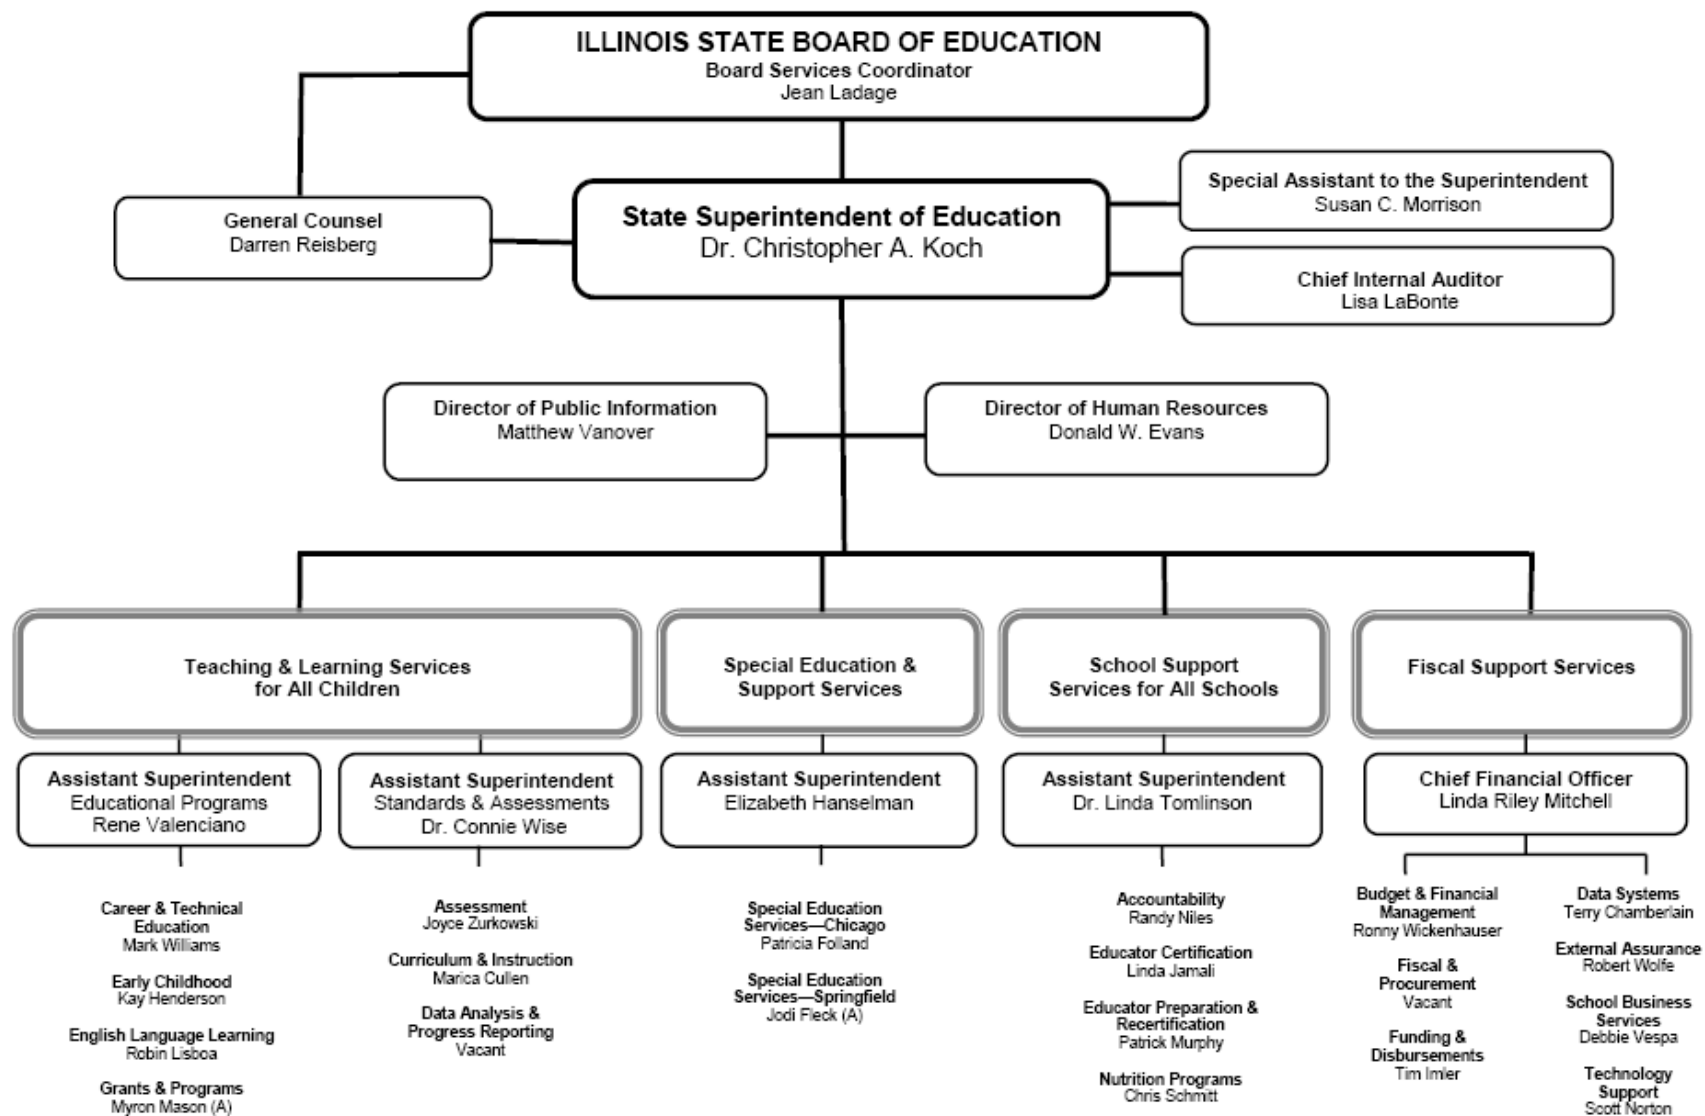 ILLINOIS STATE BOARD OF EDUCATION
Board Services Coordinator
Jean Ladage
General Counsel
Darren Reisberg
State Superintendent of Education
Dr. Christopher A. Koch
Special Assistant to the Superintendent
Susan C. Morrison
Chief Internal Auditor
Lisa LaBonte
Director of Public Information
Matthew Vanover
Director of Human Resources
Donald W. Evans
Teaching & Learning Services
for All Children
Special Education &
Support Services
School Support
Services for All Schools
Fiscal Support Services
Assistant Superintendent
Educational Programs
Rene Valenciano
Assistant Superintendent
Standards & Assessments
Dr. Connie Wise
Assistant Superintendent
Elizabeth Hanselman
Assistant Superintendent
Dr. Linda Tomlinson
Chief Financial Officer
Linda Riley Mitchell
Career & Technical
Education
Mark Williams
Early Childhood
Kay Henderson
English Language Learning
Robin Lisboa
Grants & Programs
Myron Mason (A)
Assessment
Joyce Zurkowski
Curriculum & Instruction
Marica Cullen
Data Analysis &
Progress Reporting
Vacant
Special Education
Services—Chicago
Patricia Folland
Special Education
Services—Springfield
Jodi Fleck (A)
Accountability
Randy Niles
Educator Certification
Linda Jamali
Educator Preparation &
Recertification
Patrick Murphy
Nutrition Programs
Chris Schmitt
Budget & Financial
Management
Ronny Wickenhauser
Fiscal &
Procurement
Vacant
Funding &
Disbursements
Tim Imler
Data Systems
Terry Chamberlain
External Assurance
Robert Wolfe
School Business
Services
Debbie Vespa
Technology
Support
Scott Norton